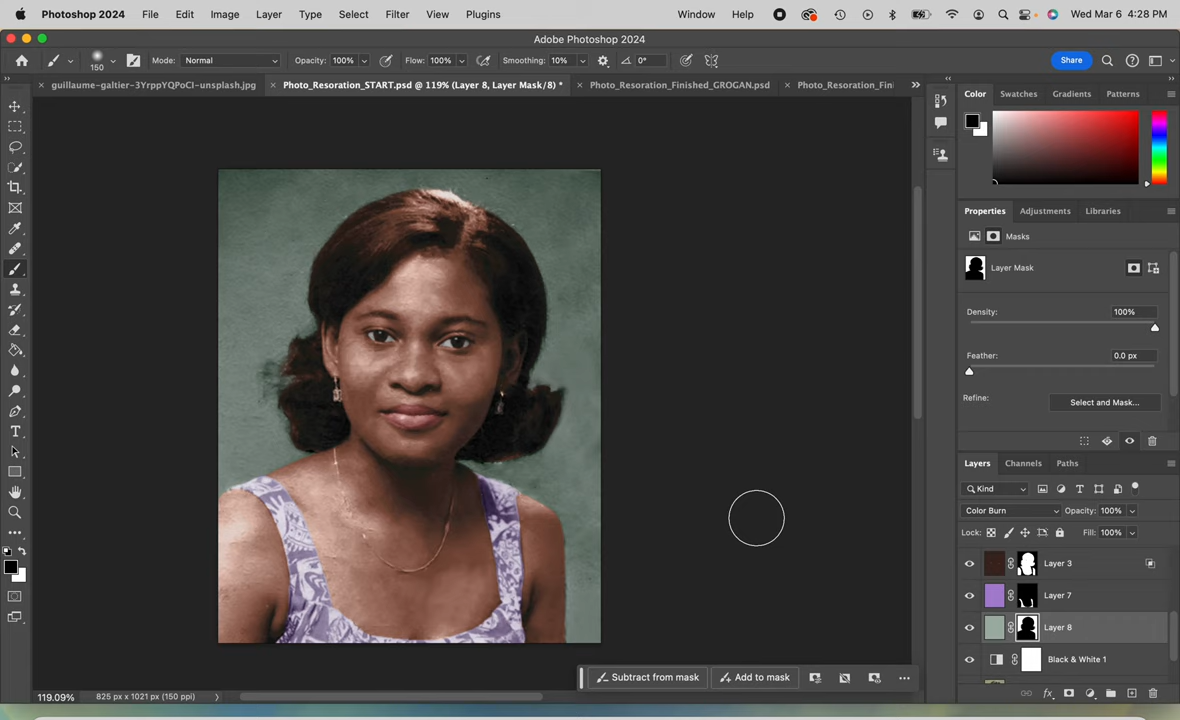 Photoshop 2024 File Edit Image Layer Type Select Filter View Plugins Window Help Wed Mar 6 4:28 PM
Adobe Photoshop 2024
150 Mode: Normal Opacity: 100% Flow: 100% Smoothing: 10% 0° Share
guillaume-galtier-3YrppYQPoCI-unsplash.jpg Photo_Resoration_START.psd @ 119% (Layer 8, Layer Mask/8) * Photo_Resoration_Finished_GROGAN.psd Photo_Resoration_Fini
Color Swatches Gradients Patterns
Properties Adjustments Libraries
Masks
Layer Mask
Density: 100%
Feather: 0.0 px
Refine: Select and Mask...
Layers Channels Paths
Kind
Color Burn Opacity: 100%
Lock: Fill: 100%
Layer 3
Layer 7
Layer 8
Black & White 1
Subtract from mask Add to mask
119.09% 825 px x 1021 px (150 ppi)